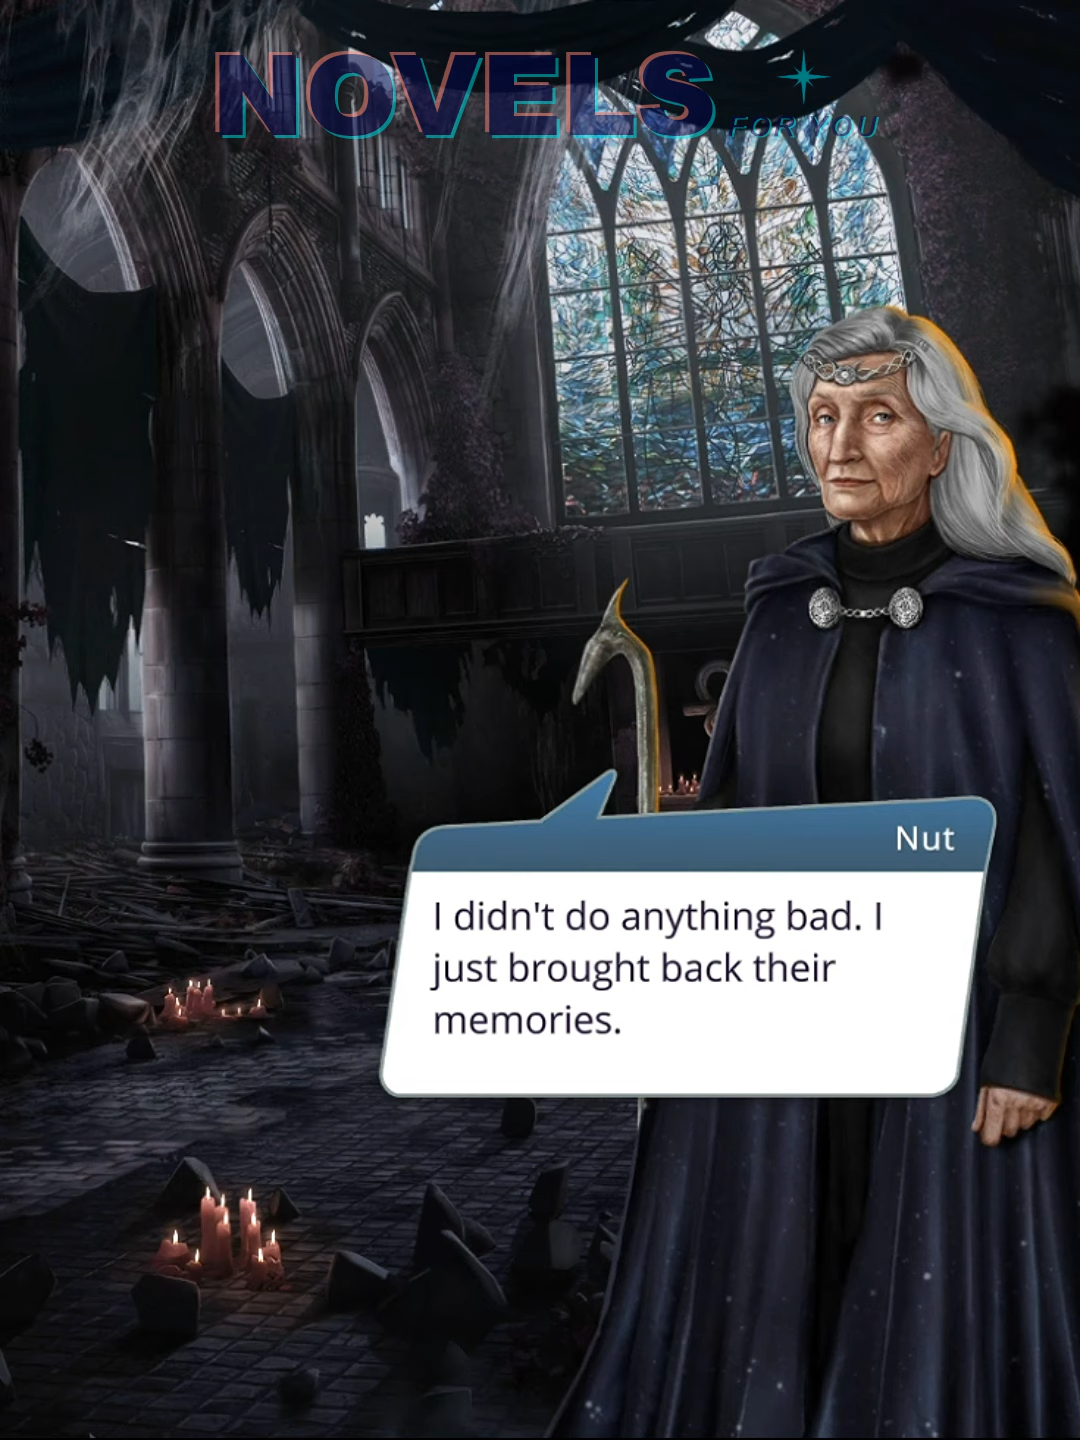 NOVELS
FOR YOU
Nut
I didn't do anything bad. I
just brought back their
memories.